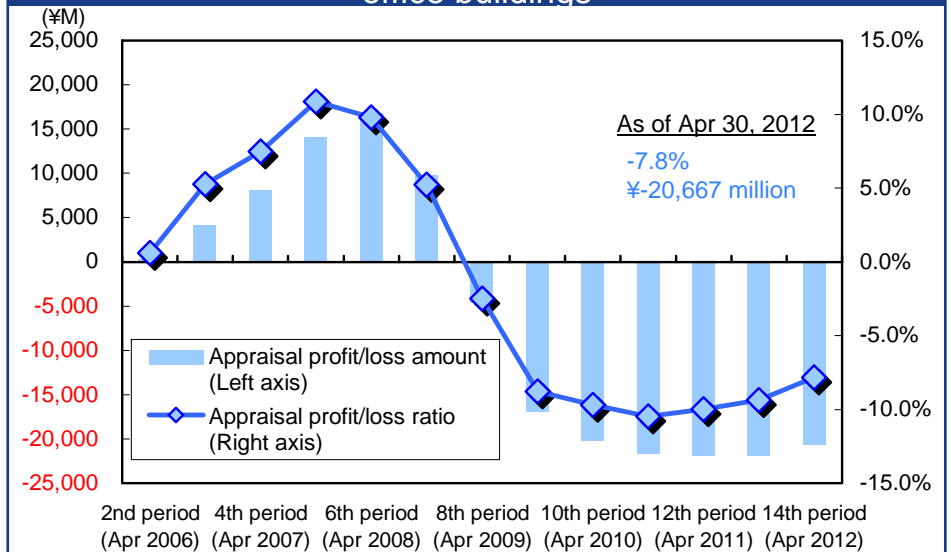 office buildings
(¥M)
25,000
20,000
15,000
10,000
5,000
0
-5,000
-10,000
-15,000
-20,000
-25,000
15.0%
10.0%
5.0%
0.0%
-5.0%
-10.0%
-15.0%
As of Apr 30, 2012
-7.8%
¥-20,667 million
Appraisal profit/loss amount
(Left axis)
Appraisal profit/loss ratio
(Right axis)
2nd period 4th period 6th period 8th period 10th period 12th period 14th period
(Apr 2006) (Apr 2007) (Apr 2008) (Apr 2009) (Apr 2010) (Apr 2011) (Apr 2012)